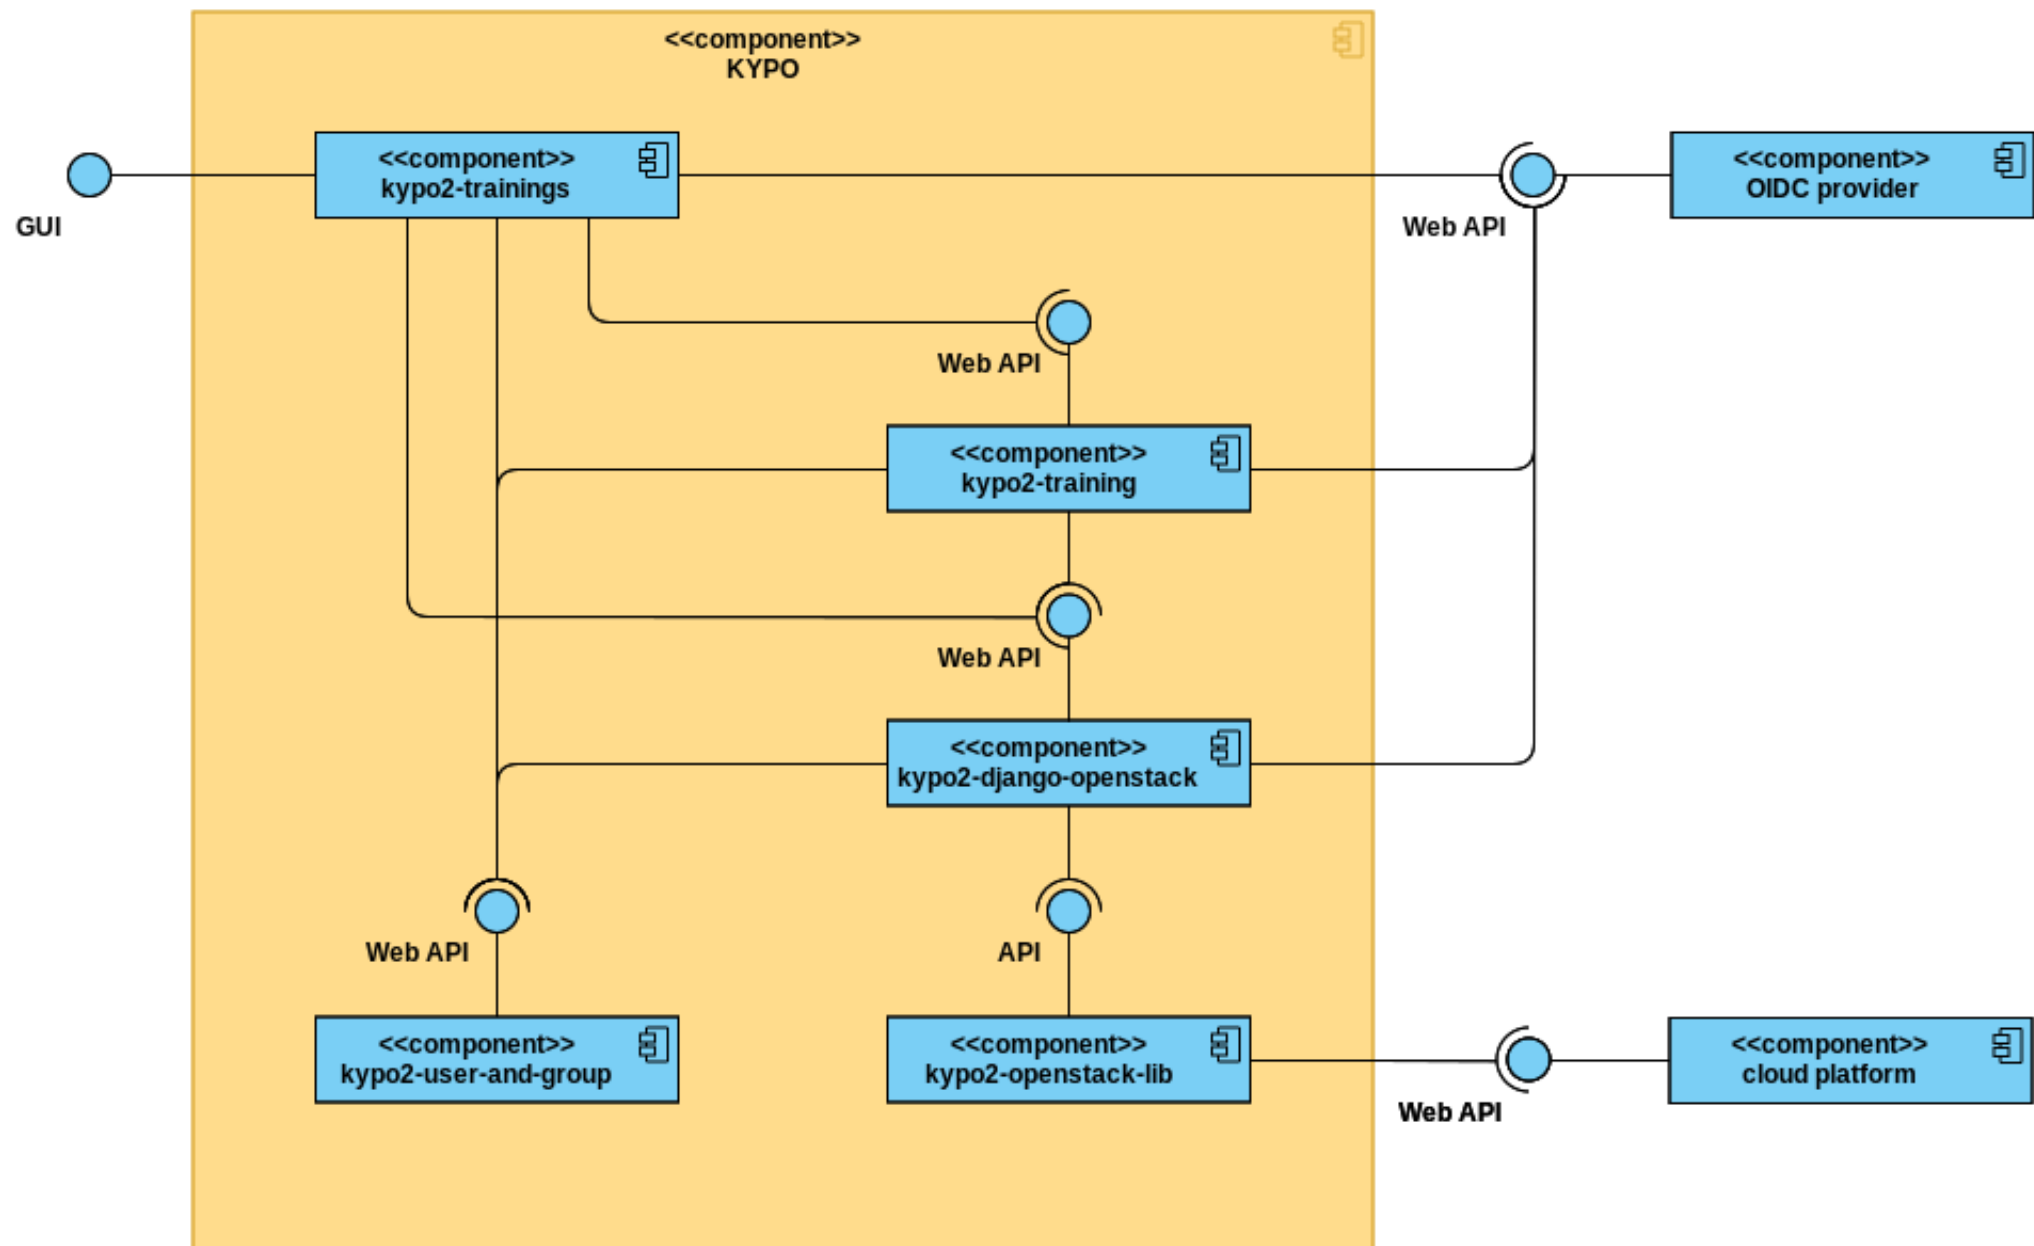 <<component>>
KYPO
<<component>>
kypo2-trainings
<<component>>
OIDC provider
GUI
Web API
Web API
<<component>>
kypo2-training
Web API
<<component>>
kypo2-django-openstack
Web API
API
<<component>>
kypo2-user-and-group
<<component>>
kypo2-openstack-lib
<<component>>
cloud platform
Web API